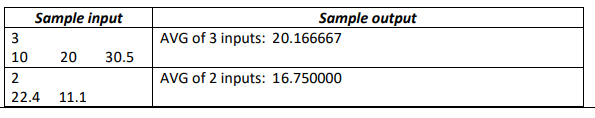 Sample input Sample output
3 AVG of 3 inputs: 20.166667
10 20 30.5
2 AVG of 2 inputs: 16.750000
22.4 11.1